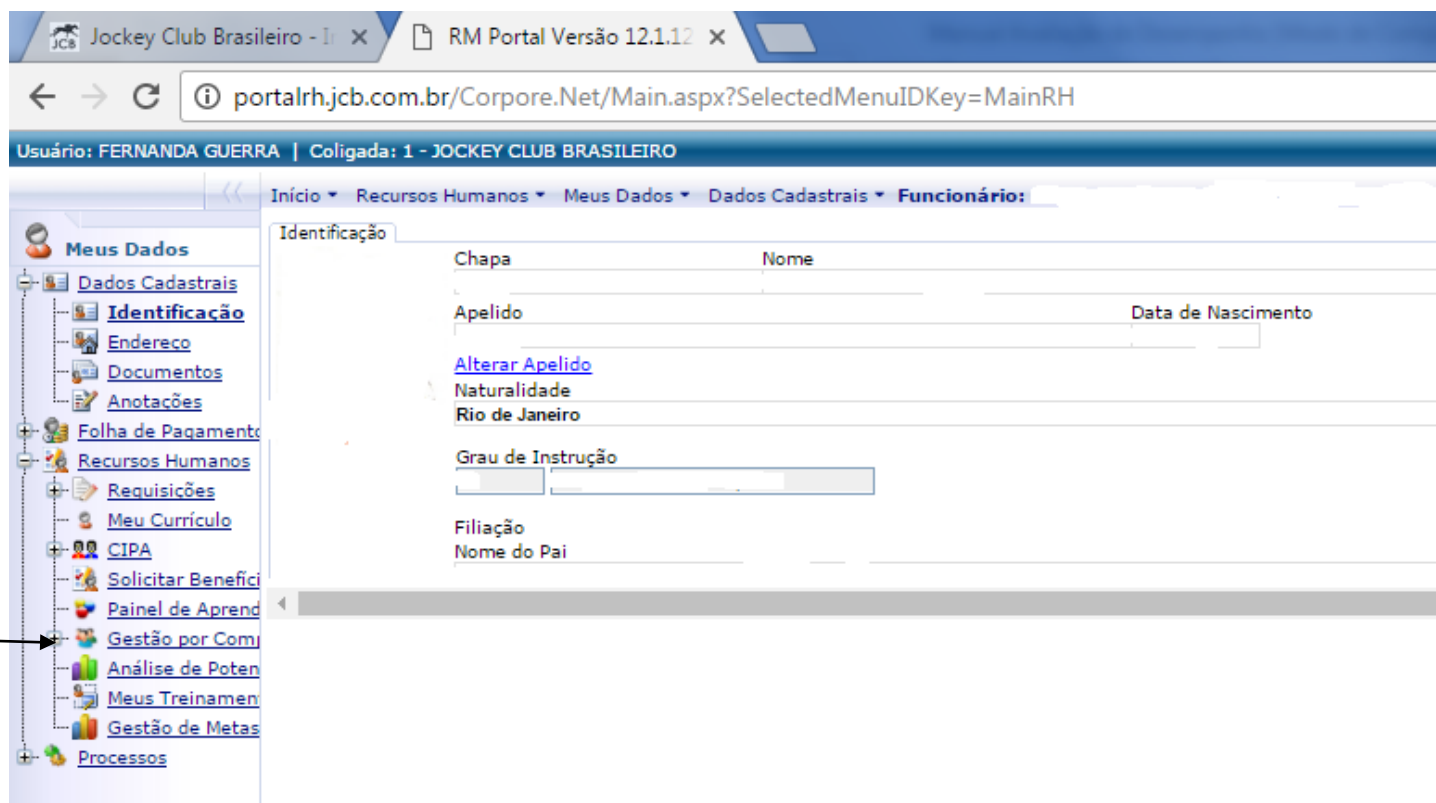 JCB Jockey Club Brasileiro - I
RM Portal Versão 12.1.12
portalrh.jcb.com.br/Corpore.Net/Main.aspx?SelectedMenuIDKey=MainRH
Usuário: FERNANDA GUERRA | Coligada: 1 - JOCKEY CLUB BRASILEIRO
Início Recursos Humanos Meus Dados Dados Cadastrais Funcionário:
Meus Dados
Dados Cadastrais
Identificação
Endereço
Documentos
Anotações
Folha de Pagamento
Recursos Humanos
Requisições
Meu Currículo
CIPA
Solicitar Benefíci
Painel de Aprend
Gestão por Comp
Análise de Poten
Meus Treinamen
Gestão de Metas
Processos
Identificação
Chapa Nome
Apelido Data de Nascimento
Alterar Apelido
Naturalidade
Rio de Janeiro
Grau de Instrução
Filiação
Nome do Pai